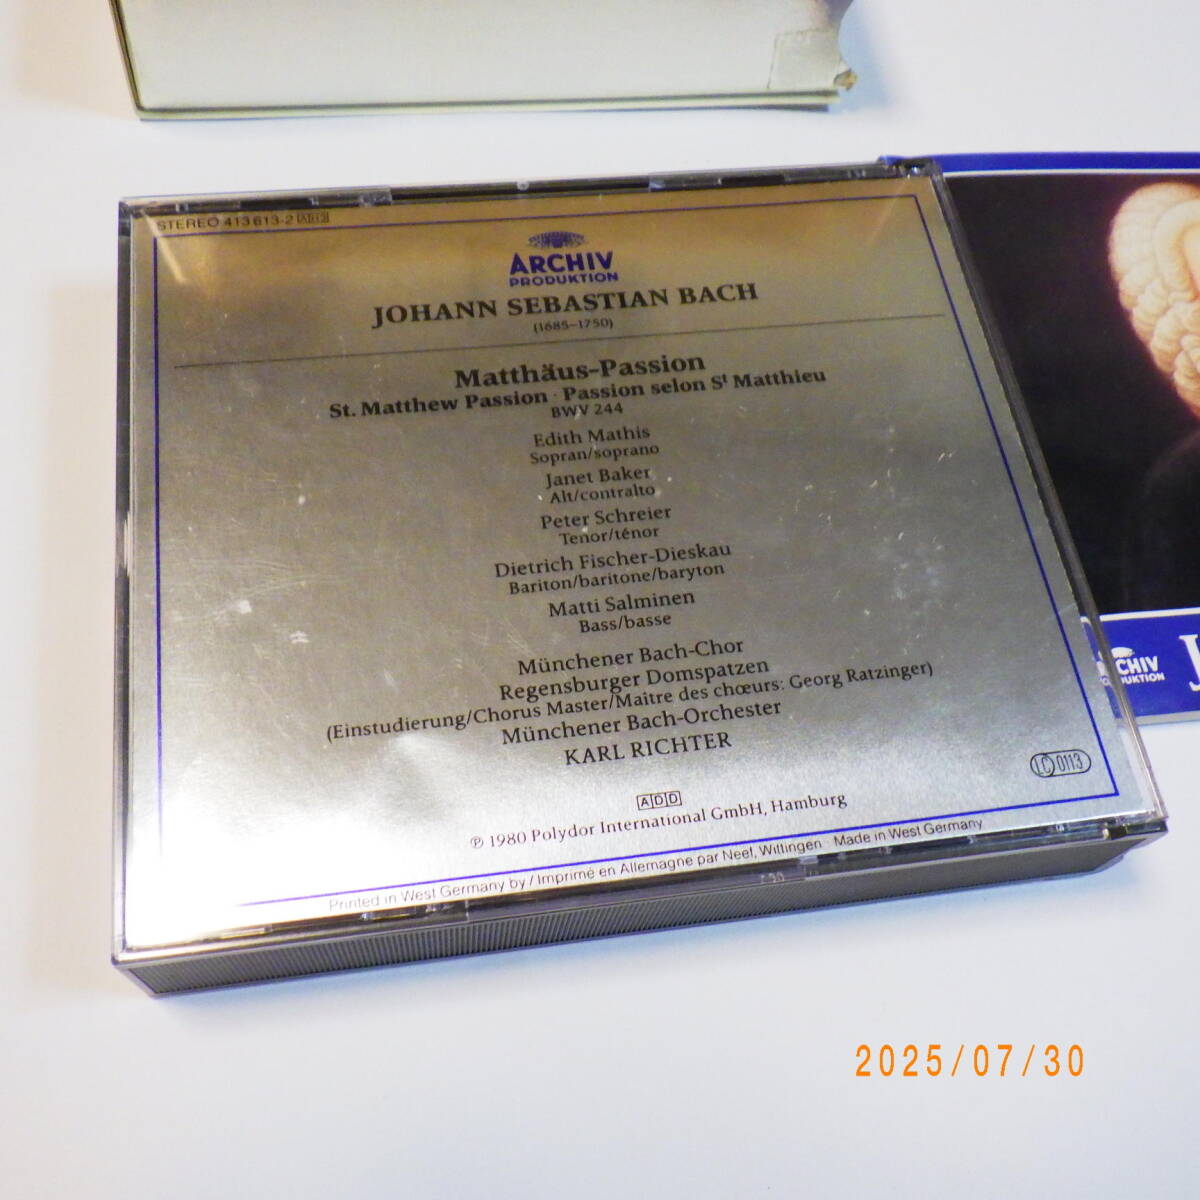 STEREO 413 613-2 AH 3
ARCHIV
PRODUKTION
JOHANN SEBASTIAN BACH
(1685–1750)
Matthäus-Passion
St. Matthew Passion · Passion selon St Matthieu
BWV 244
Edith Mathis
Sopran/soprano
Janet Baker
Alt/contralto
Peter Schreier
Tenor/ténor
Dietrich Fischer-Dieskau
Bariton/baritone/baryton
Matti Salminen
Bass/basse
Münchener Bach-Chor
Regensburger Domspatzen
(Einstudierung/Chorus Master/Maître des chœurs: Georg Ratzinger)
Münchener Bach-Orchester
KARL RICHTER
LC 0113
ADD
℗ 1980 Polydor International GmbH, Hamburg
Printed in West Germany by / Imprimé en Allemagne par Neef, Wittingen · Made in West Germany
ARCHIV
PRODUKTION
J
2025/07/30